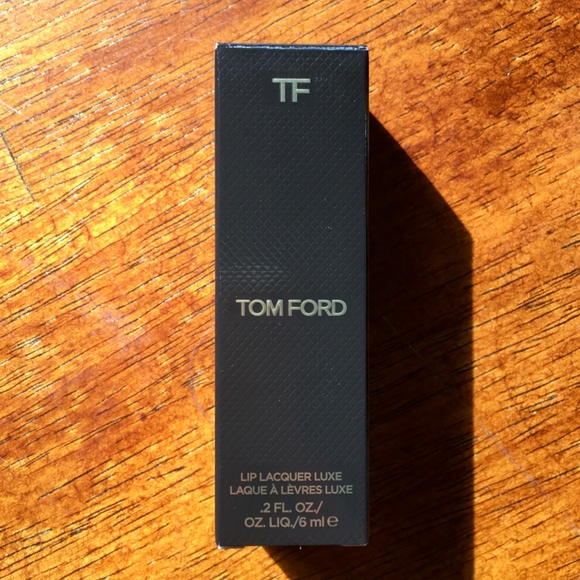 TF
TOM FORD
LIP LACQUER LUXE
LAQUE À LÈVRES LUXE
.2 FL. OZ./
OZ. LIQ./6 ml ℮